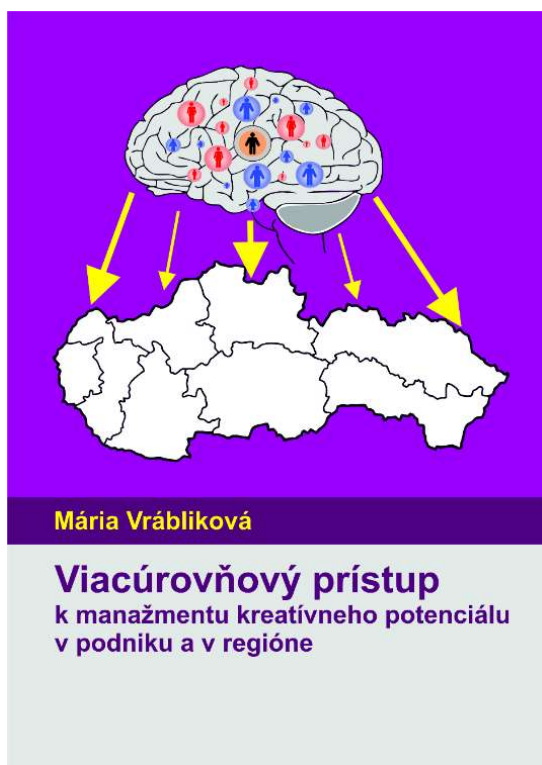 Mária Vrábliková
Viacúrovňový prístup
k manažmentu kreatívneho potenciálu
v podniku a v regióne